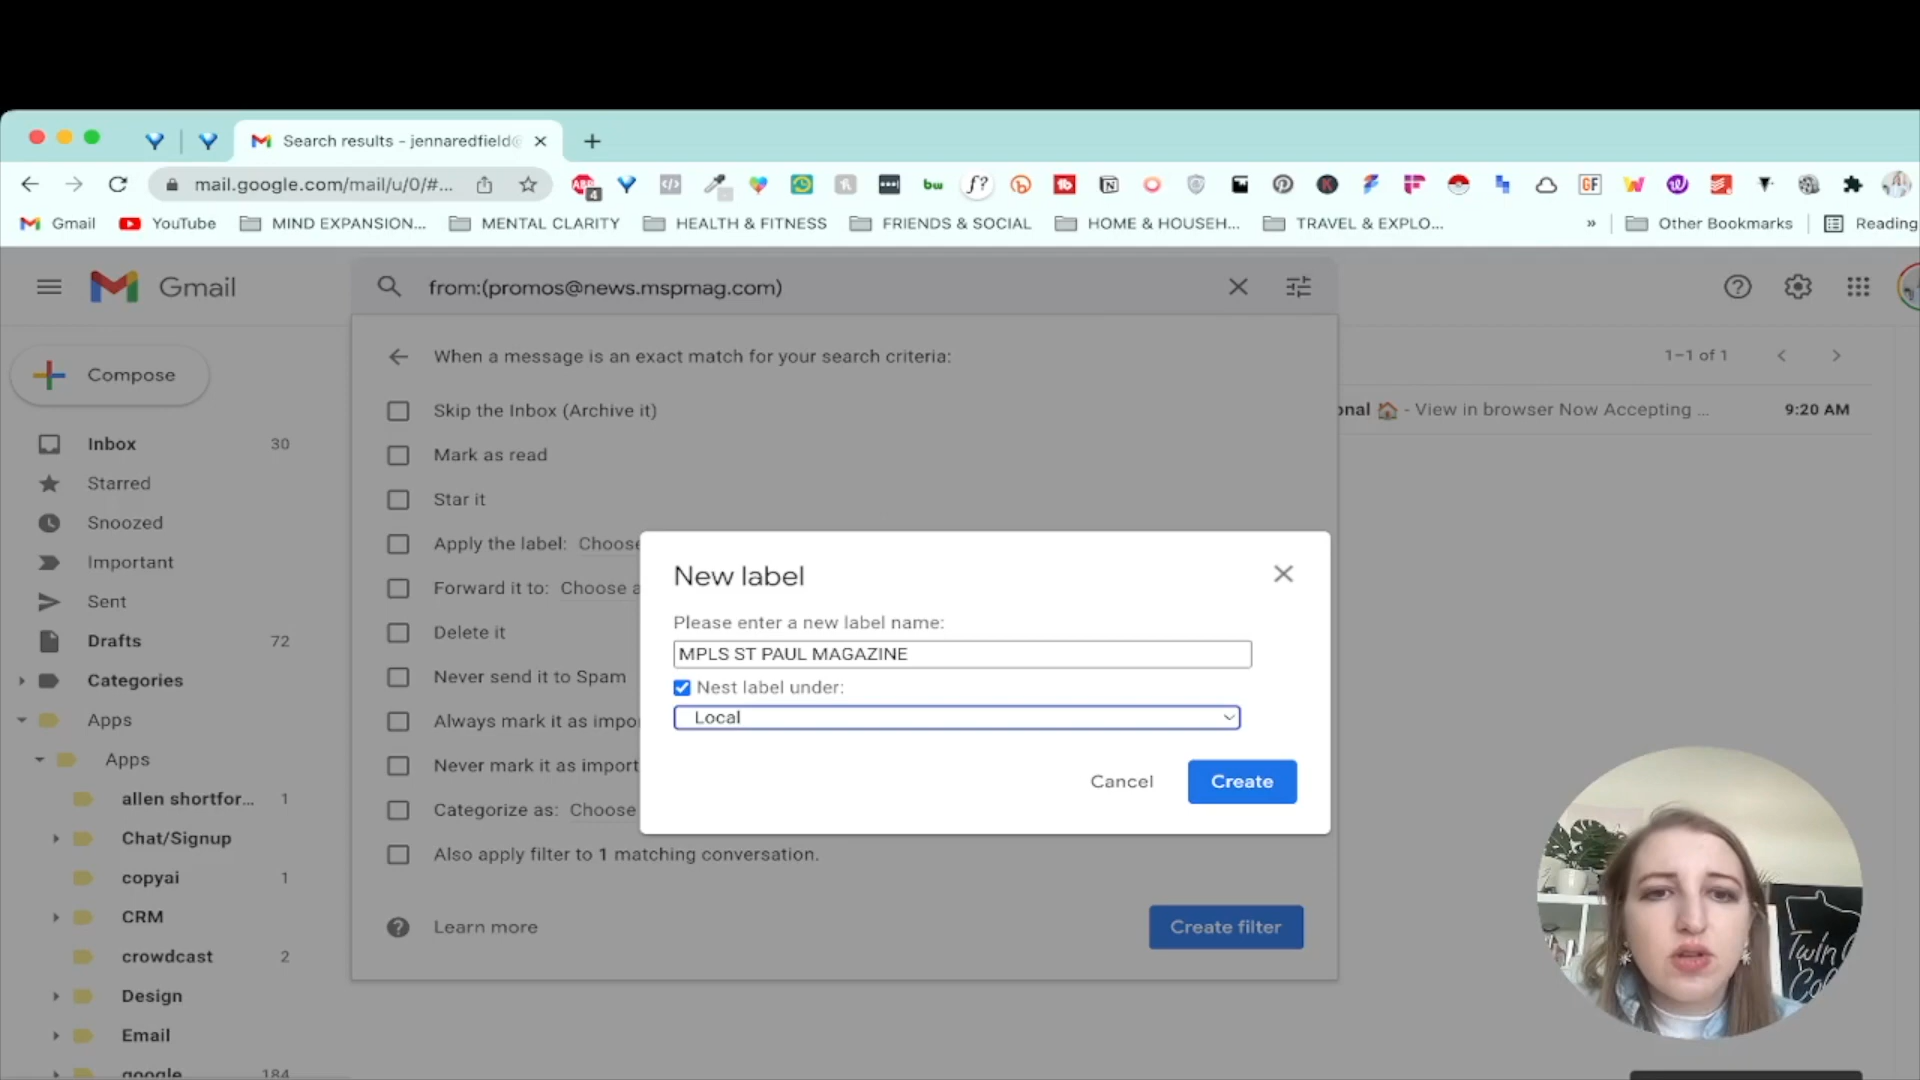 Search results - jennaredfield@
mail.google.com/mail/u/0/#...
4
bw
f?
GF
Gmail
YouTube
MIND EXPANSION...
MENTAL CLARITY
HEALTH & FITNESS
FRIENDS & SOCIAL
HOME & HOUSEH...
TRAVEL & EXPLO...
»
Other Bookmarks
Reading
Gmail
from:(promos@news.mspmag.com)
When a message is an exact match for your search criteria:
1–1 of 1
Compose
Skip the Inbox (Archive it)
onal 🏠 - View in browser Now Accepting ...
9:20 AM
Inbox 30
Mark as read
Starred
Star it
Snoozed
Apply the label: Choose
Important
Forward it to: Choose a
Sent
Delete it
Drafts 72
Never send it to Spam
Categories
Always mark it as impo
Apps
Never mark it as import
Apps
Categorize as: Choose
allen shortfor... 1
Also apply filter to 1 matching conversation.
Chat/Signup
copyai 1
CRM
Learn more
Create filter
crowdcast 2
Design
Email
google 184
New label
Please enter a new label name:
MPLS ST PAUL MAGAZINE
Nest label under:
Local
Cancel
Create
Twin